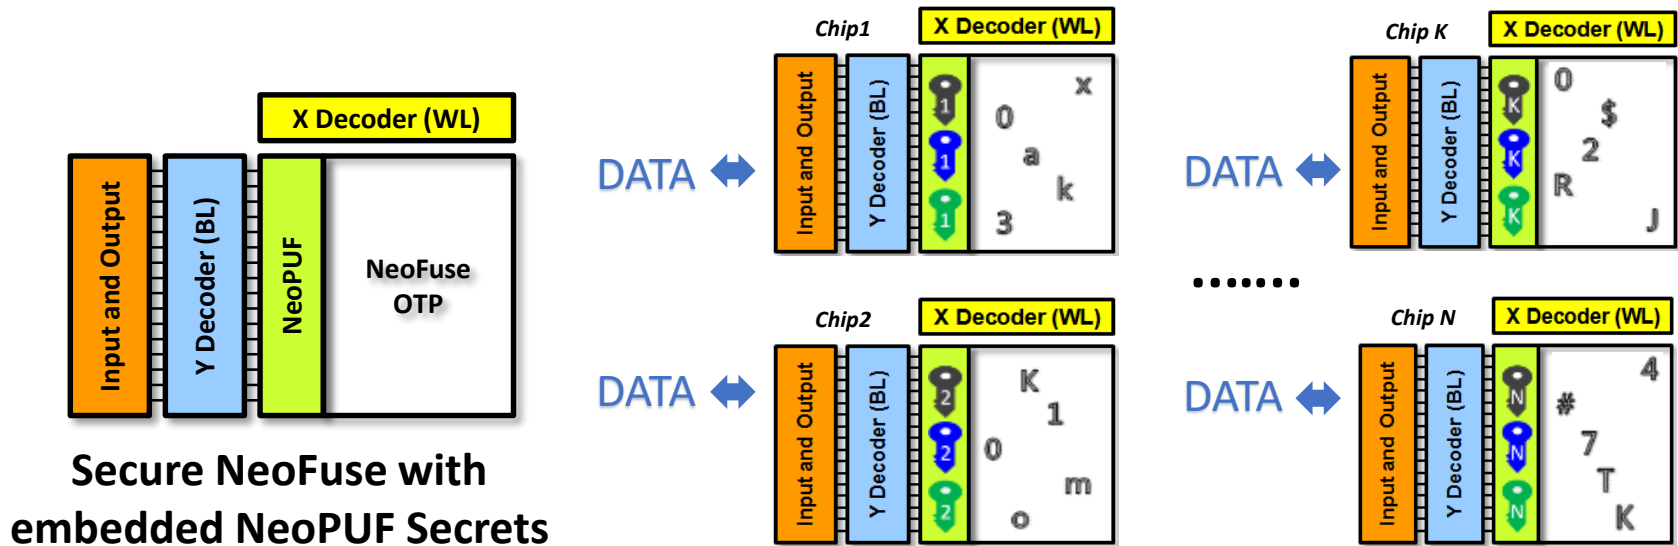 X Decoder (WL)
Input and Output
Y Decoder (BL)
NeoPUF
NeoFuse
OTP
Secure NeoFuse with
embedded NeoPUF Secrets
Chip1
X Decoder (WL)
DATA
Input and Output
Y Decoder (BL)
1
1
1
x
0
a
k
3
Chip2
X Decoder (WL)
DATA
Input and Output
Y Decoder (BL)
2
2
2
K
1
0
m
o
.......
Chip K
X Decoder (WL)
DATA
Input and Output
Y Decoder (BL)
K
K
K
0
$
2
R
J
Chip N
X Decoder (WL)
DATA
Input and Output
Y Decoder (BL)
N
N
N
4
#
7
T
K